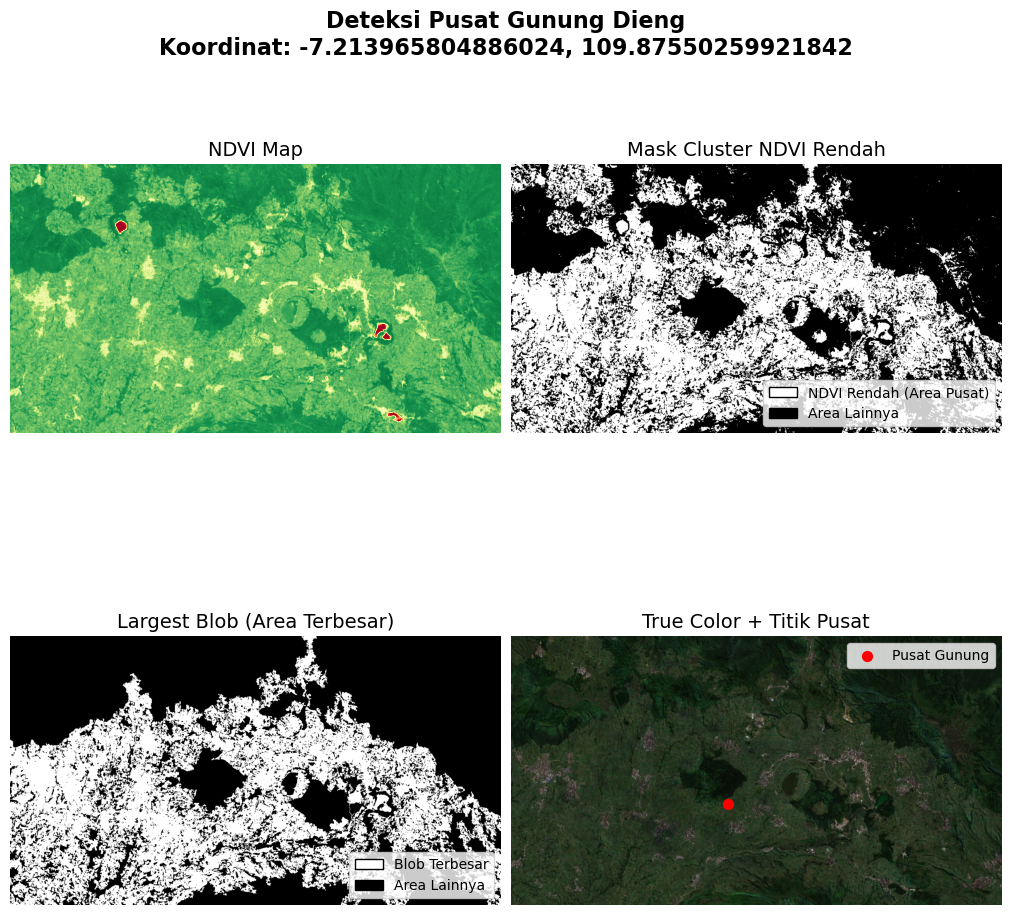 Deteksi Pusat Gunung Dieng
Koordinat: -7.213965804886024, 109.87550259921842
NDVI Map
Mask Cluster NDVI Rendah
NDVI Rendah (Area Pusat)
Area Lainnya
Largest Blob (Area Terbesar)
True Color + Titik Pusat
Blob Terbesar
Area Lainnya
Pusat Gunung